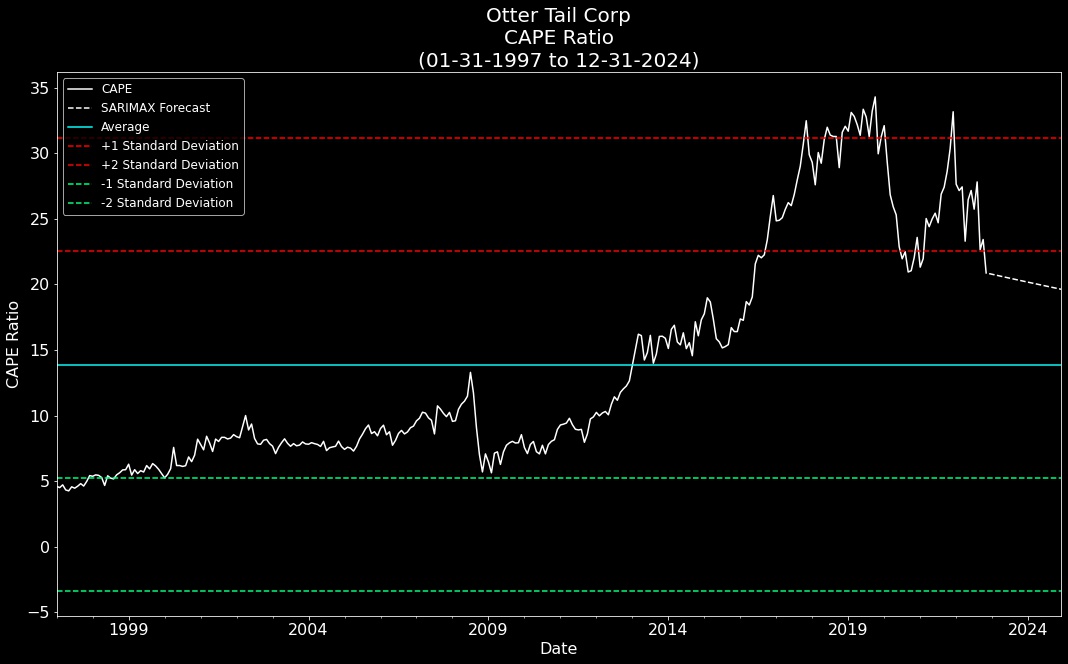 Otter Tail Corp
CAPE Ratio
(01-31-1997 to 12-31-2024)
CAPE
SARIMAX Forecast
Average
+1 Standard Deviation
+2 Standard Deviation
-1 Standard Deviation
-2 Standard Deviation
CAPE Ratio
35
30
25
20
15
10
5
0
−5
1999 2004 2009 2014 2019 2024
Date